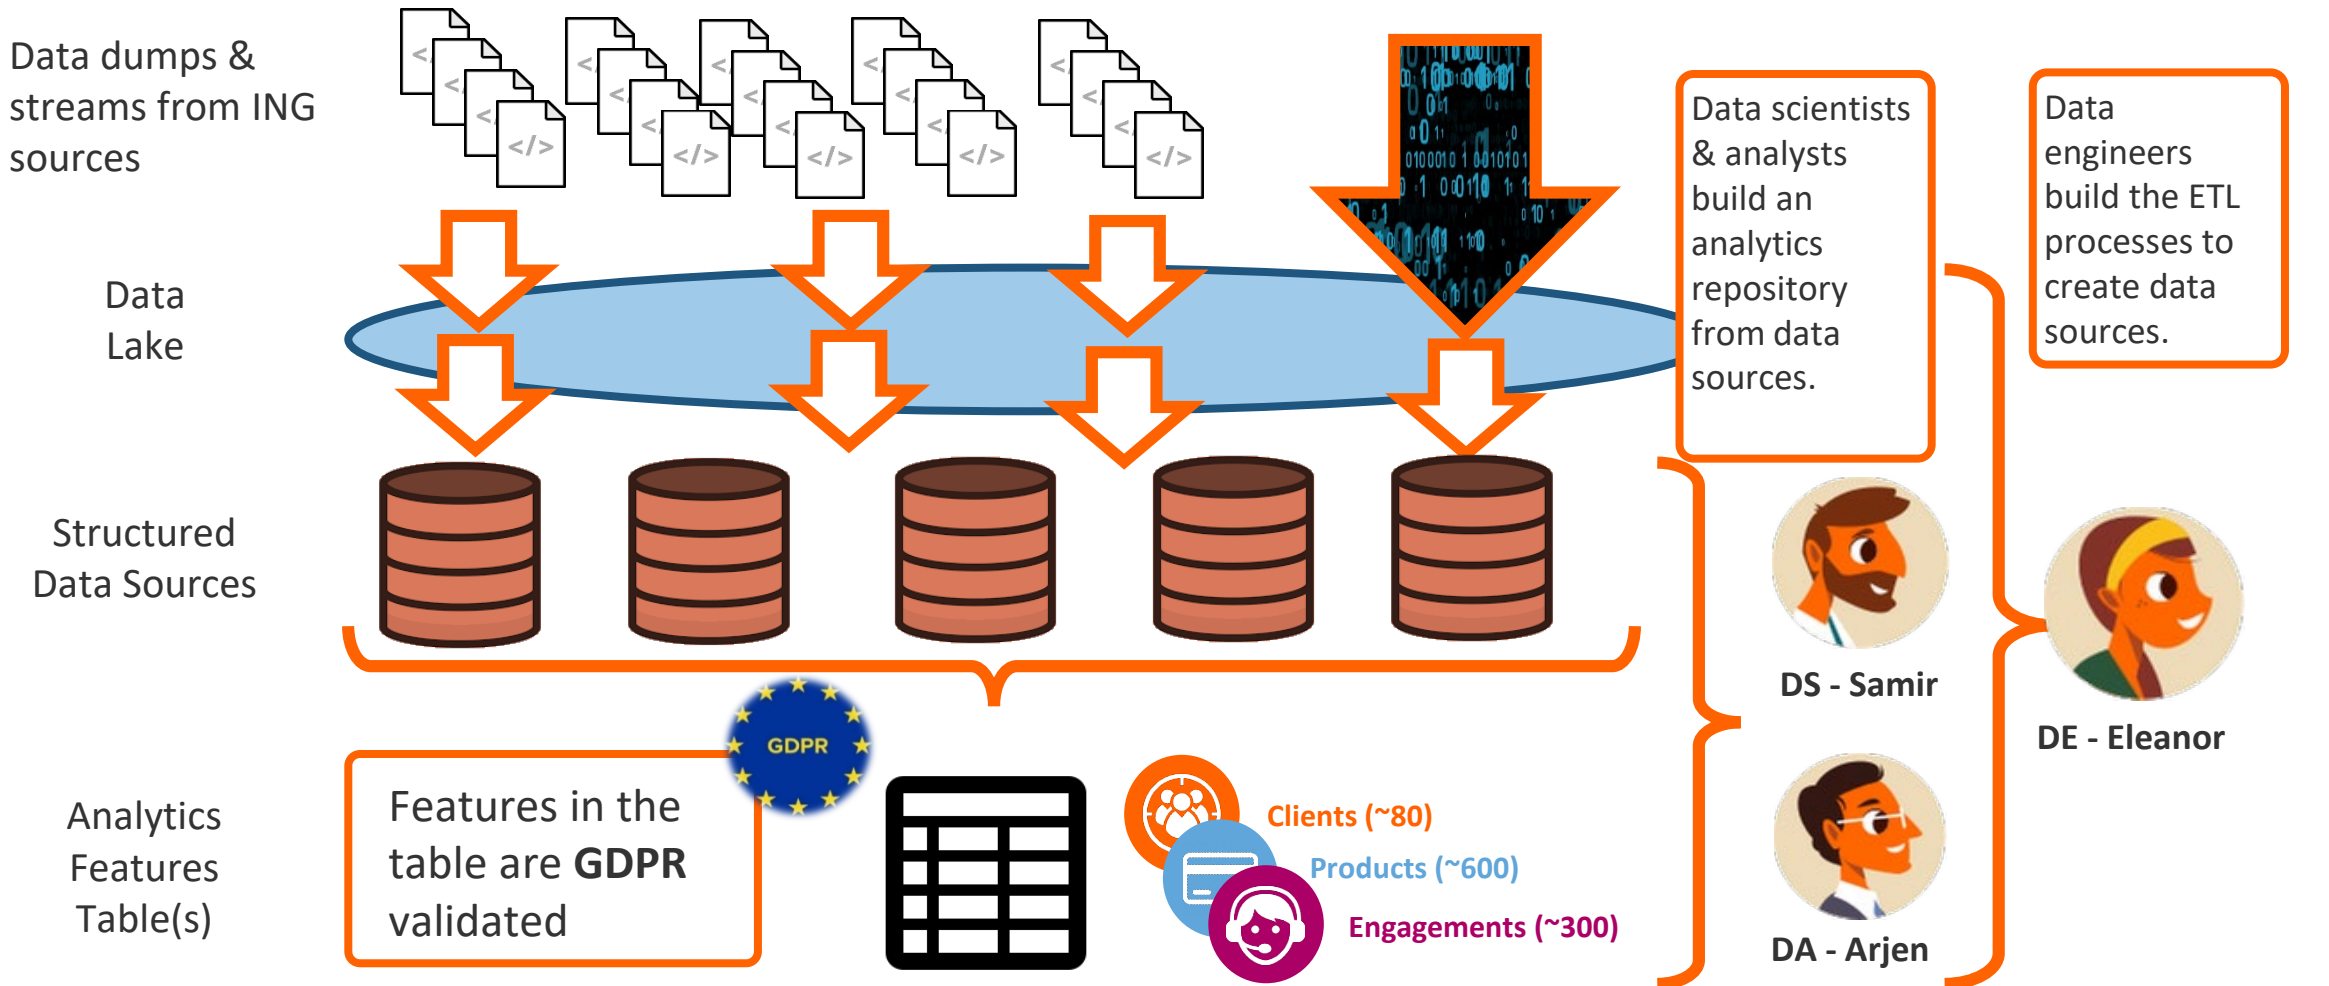 Data dumps &
streams from ING
sources
</>
</>
</>
</>
</>
Data scientists
& analysts
build an
analytics
repository
from data
sources.
Data
engineers
build the ETL
processes to
create data
sources.
Data
Lake
Structured
Data Sources
DS - Samir
DE - Eleanor
GDPR
Analytics
Features
Table(s)
Features in the
table are GDPR
validated
Clients (~80)
Products (~600)
Engagements (~300)
DA - Arjen